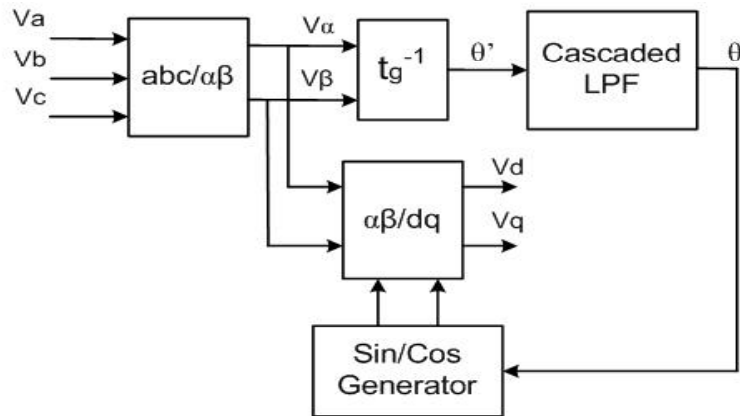 Va
Vb
Vc
abc/αβ
Vα
Vβ
tg⁻¹
θ'
Cascaded
LPF
θ
αβ/dq
Vd
Vq
Sin/Cos
Generator